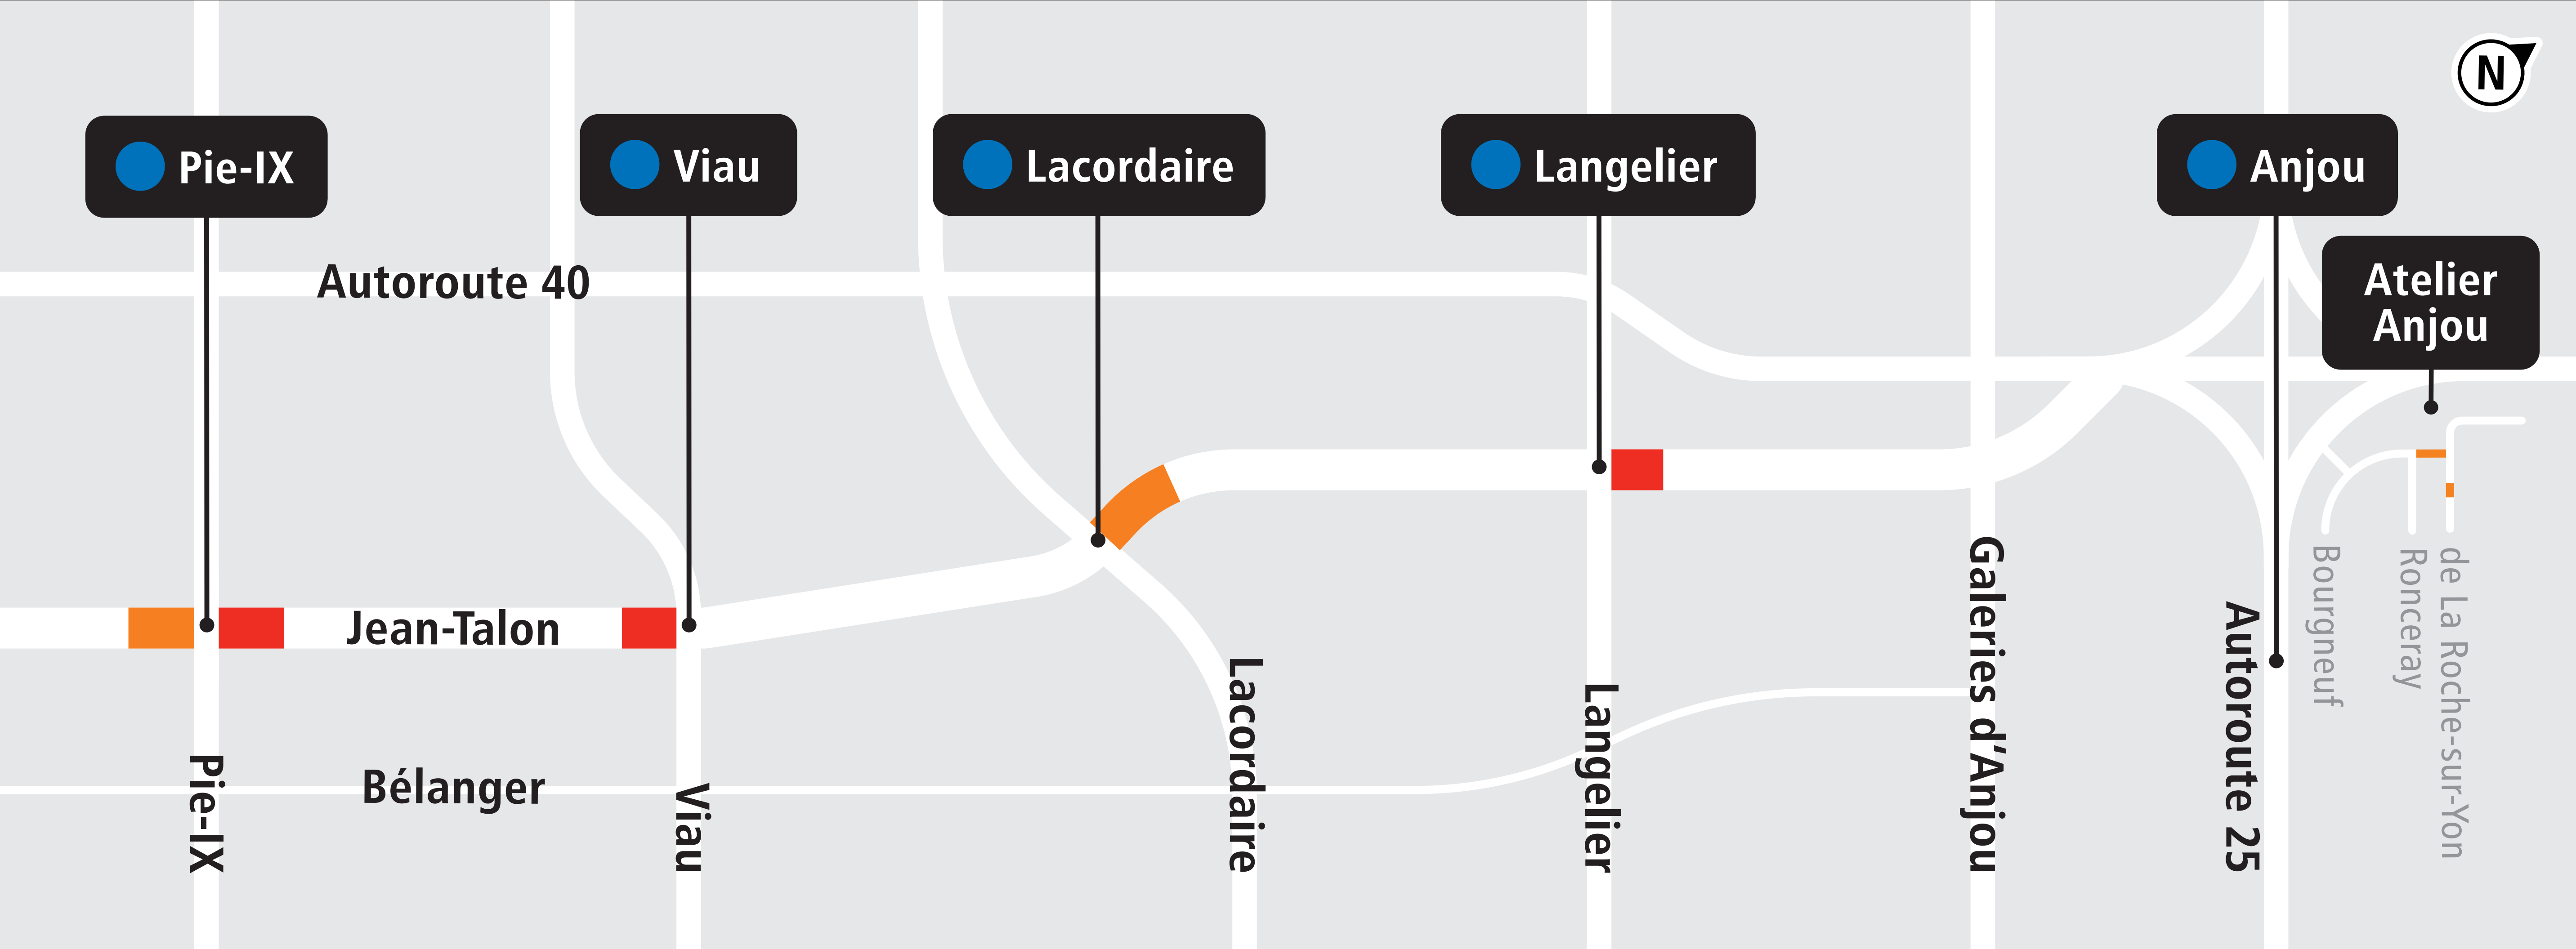 N
Pie-IX
Viau
Lacordaire
Langelier
Anjou
Autoroute 40
Atelier
Anjou
Jean-Talon
Bélanger
Pie-IX
Viau
Lacordaire
Langelier
Galeries d'Anjou
Autoroute 25
Bourgneuf
Ronceray
de La Roche-sur-Yon